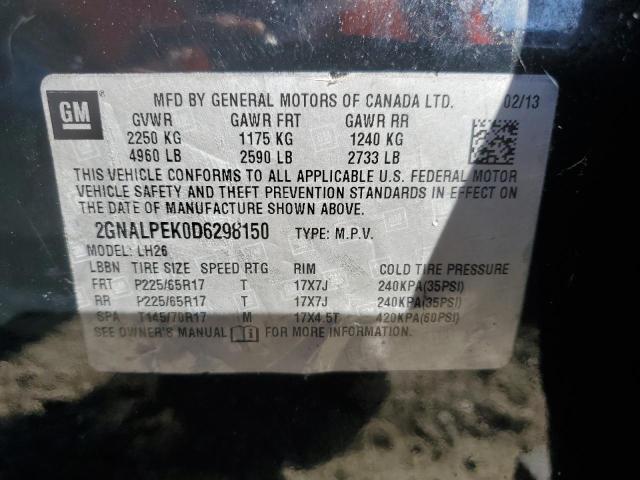 GM
MFD BY GENERAL MOTORS OF CANADA LTD. 02/13
GVWR GAWR FRT GAWR RR
2250 KG 1175 KG 1240 KG
4960 LB 2590 LB 2733 LB
THIS VEHICLE CONFORMS TO ALL APPLICABLE U.S. FEDERAL MOTOR
VEHICLE SAFETY AND THEFT PREVENTION STANDARDS IN EFFECT ON
THE DATE OF MANUFACTURE SHOWN ABOVE.
2GNALPEK0D6298150 TYPE: M.P.V.
MODEL: LH26
LBBN TIRE SIZE SPEED RTG RIM COLD TIRE PRESSURE
FRT P225/65R17 T 17X7J 240KPA(35PSI)
RR P225/65R17 T 17X7J 240KPA(35PSI)
SPA T145/70R17 M 17X4.5T 420KPA(60PSI)
SEE OWNER'S MANUAL FOR MORE INFORMATION.